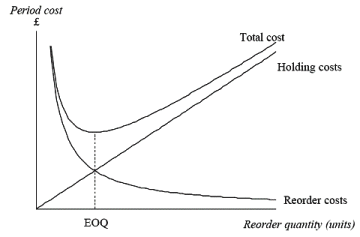 Period cost
£
Total cost
Holding costs
Reorder costs
EOQ
Reorder quantity (units)